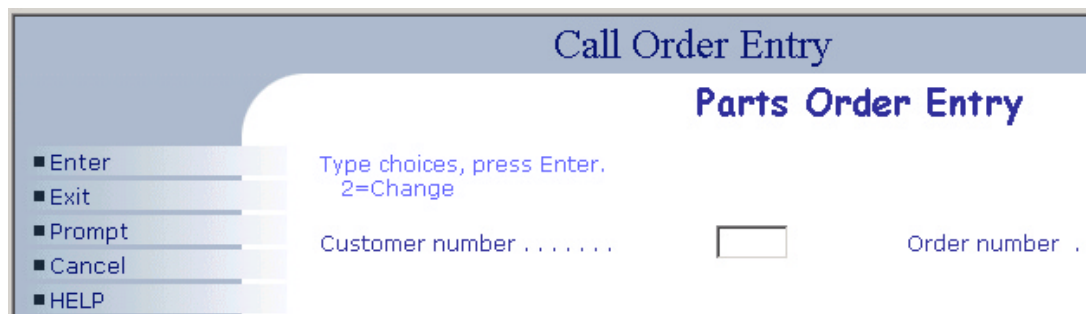 Call Order Entry
Parts Order Entry
Enter
Exit
Prompt
Cancel
HELP
Type choices, press Enter.
2=Change
Customer number . . . . . . .
Order number .